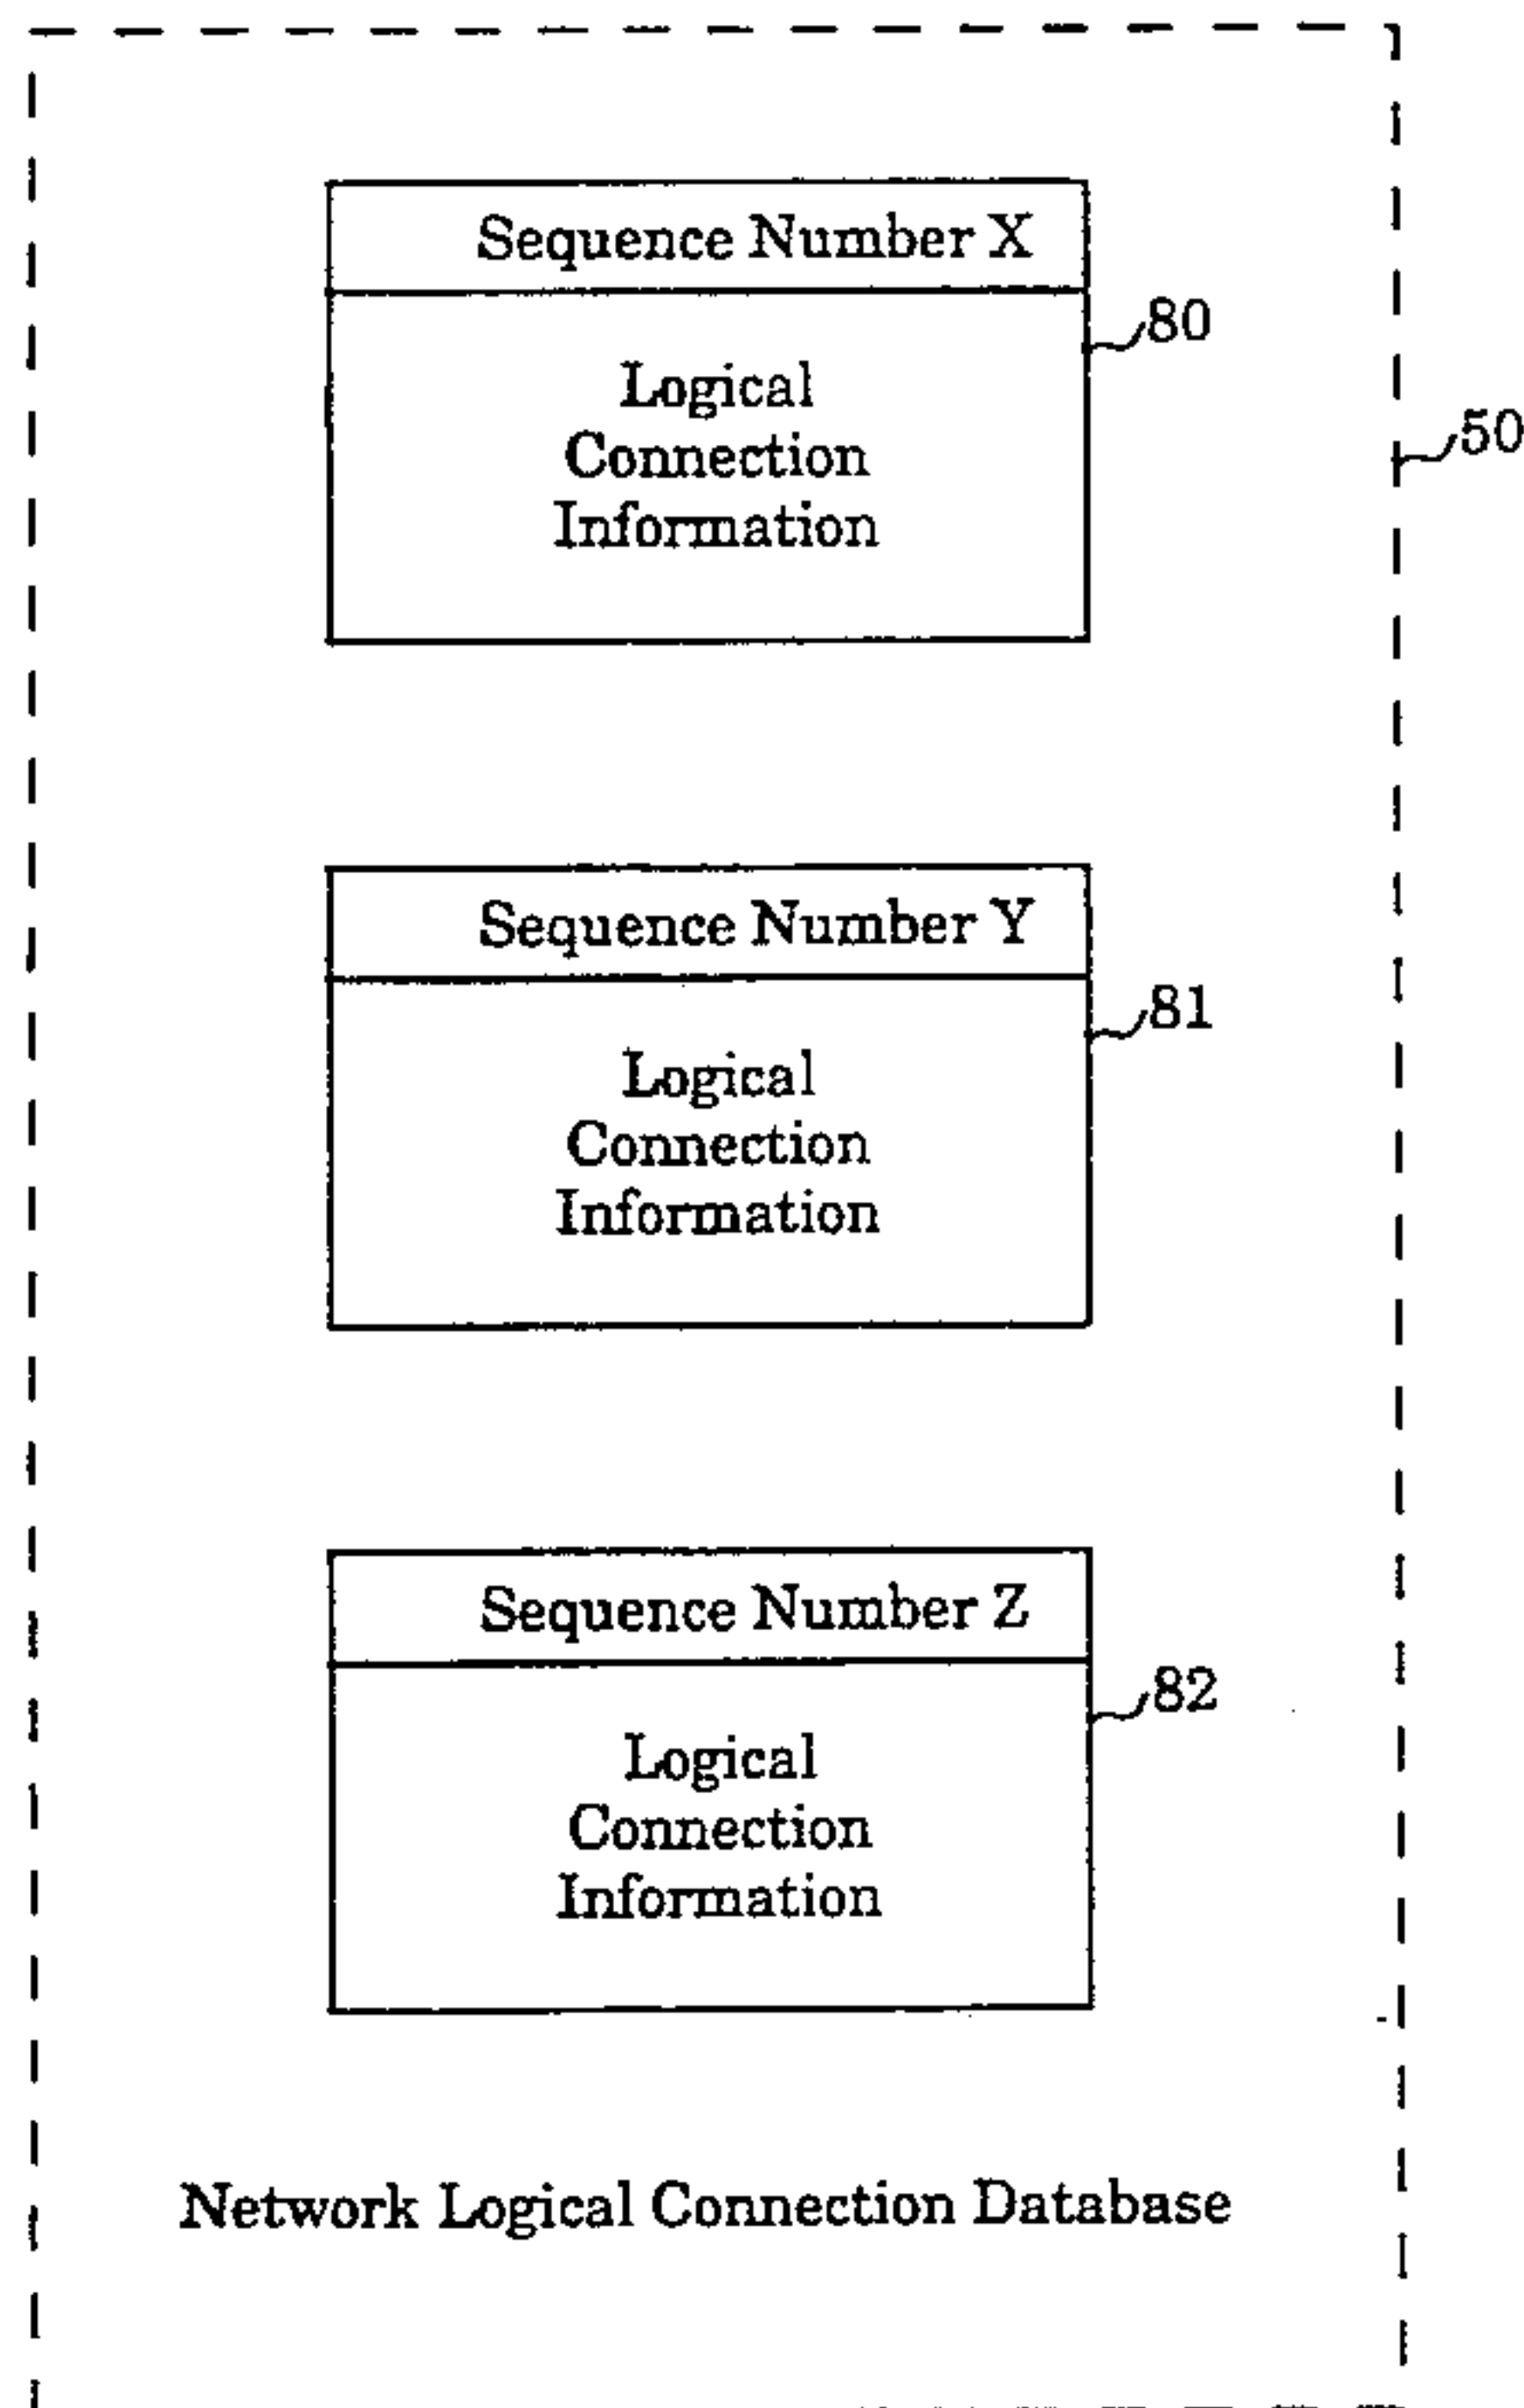 Sequence Number X
80
Logical
Connection
Information
50
Sequence Number Y
81
Logical
Connection
Information
Sequence Number Z
82
Logical
Connection
Information
Network Logical Connection Database